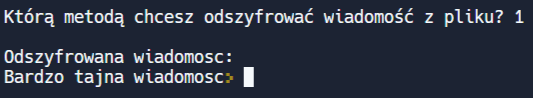 Którą metodą chcesz odszyfrować wiadomość z pliku? 1
Odszyfrowana wiadomosc:
Bardzo tajna wiadomosc>